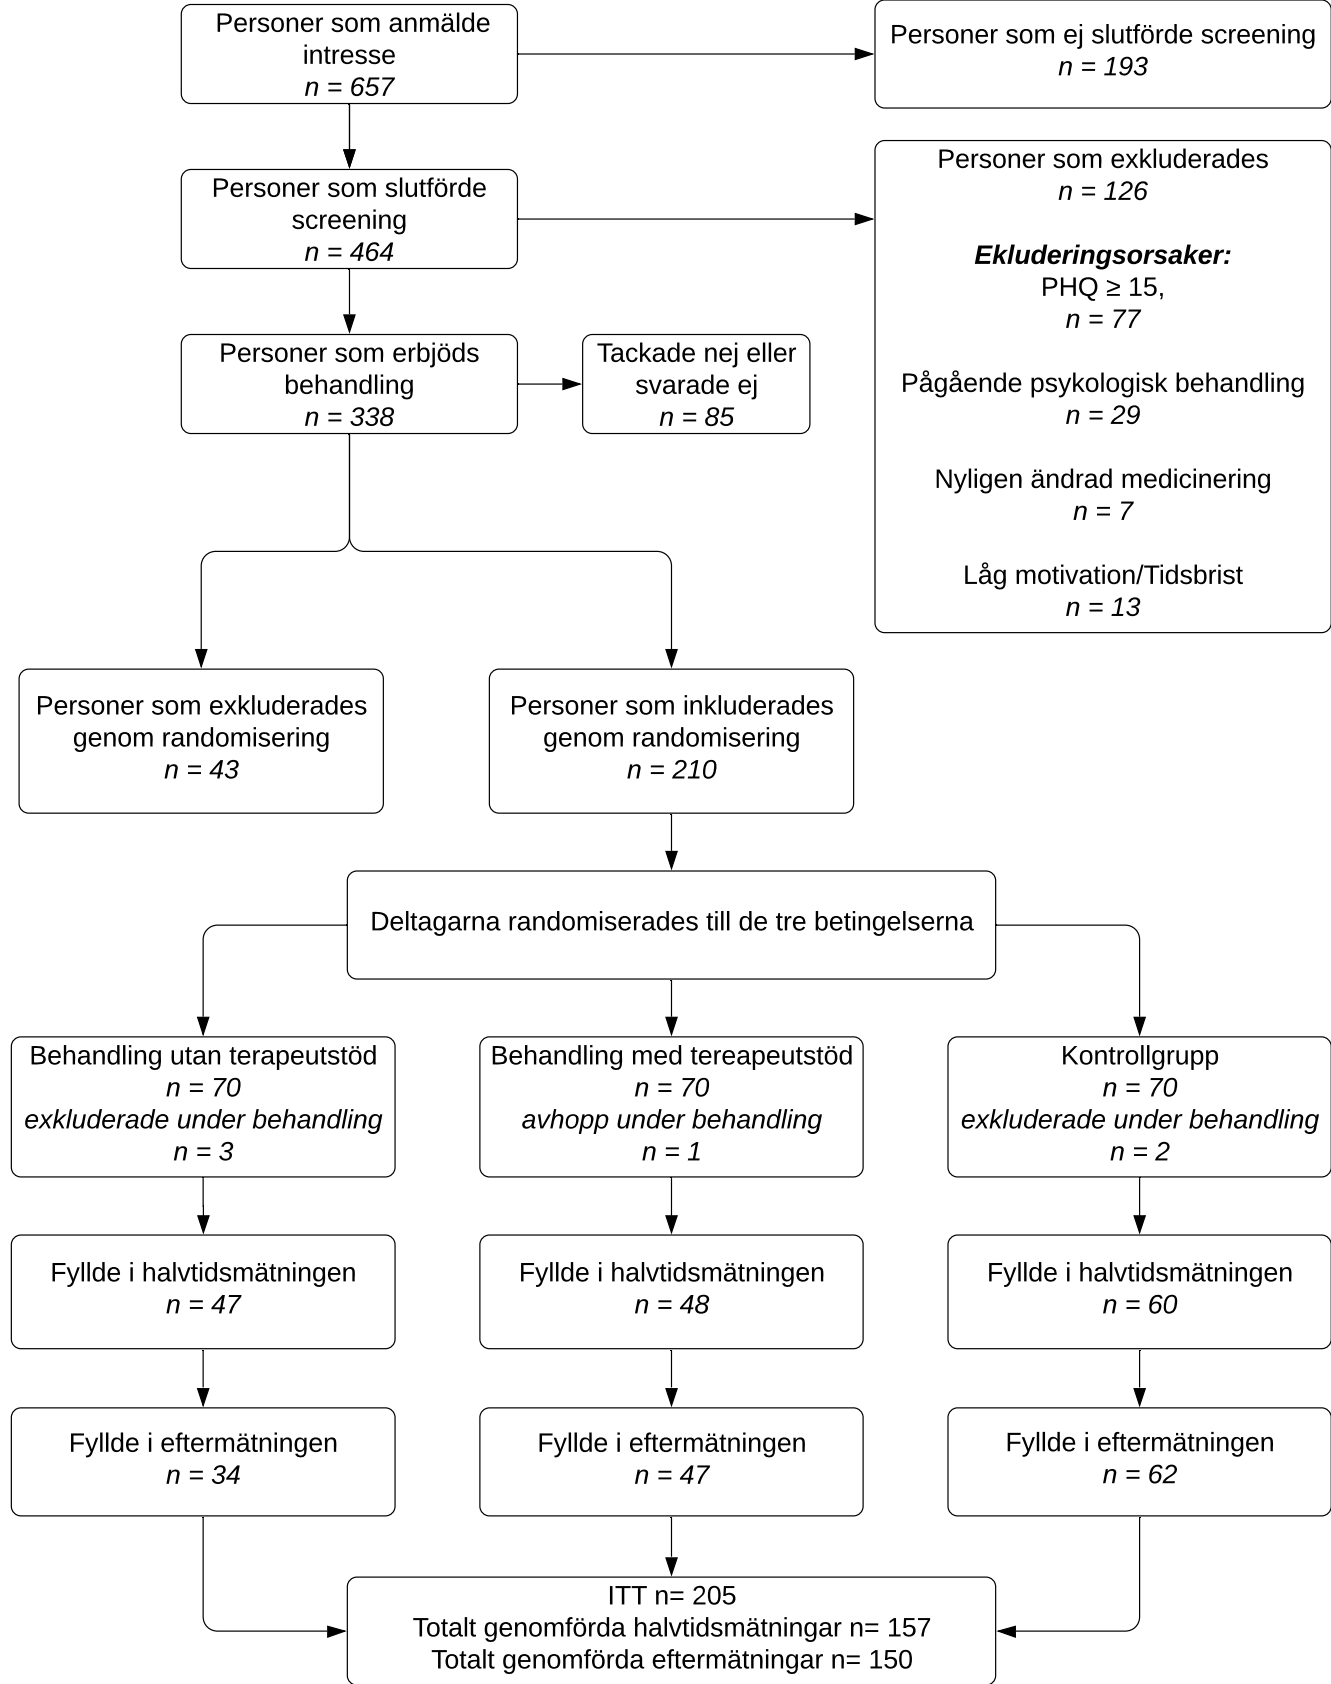 Personer som anmälde
intresse
n = 657
Personer som ej slutförde screening
n = 193
Personer som slutförde
screening
n = 464
Personer som exkluderades
n = 126
Ekluderingsorsaker:
PHQ ≥ 15,
n = 77
Pågående psykologisk behandling
n = 29
Nyligen ändrad medicinering
n = 7
Låg motivation/Tidsbrist
n = 13
Personer som erbjöds
behandling
n = 338
Tackade nej eller
svarade ej
n = 85
Personer som exkluderades
genom randomisering
n = 43
Personer som inkluderades
genom randomisering
n = 210
Deltagarna randomiserades till de tre betingelserna
Behandling utan terapeutstöd
n = 70
exkluderade under behandling
n = 3
Behandling med tereapeutstöd
n = 70
avhopp under behandling
n = 1
Kontrollgrupp
n = 70
exkluderade under behandling
n = 2
Fyllde i halvtidsmätningen
n = 47
Fyllde i halvtidsmätningen
n = 48
Fyllde i halvtidsmätningen
n = 60
Fyllde i eftermätningen
n = 34
Fyllde i eftermätningen
n = 47
Fyllde i eftermätningen
n = 62
ITT n= 205
Totalt genomförda halvtidsmätningar n= 157
Totalt genomförda eftermätningar n= 150